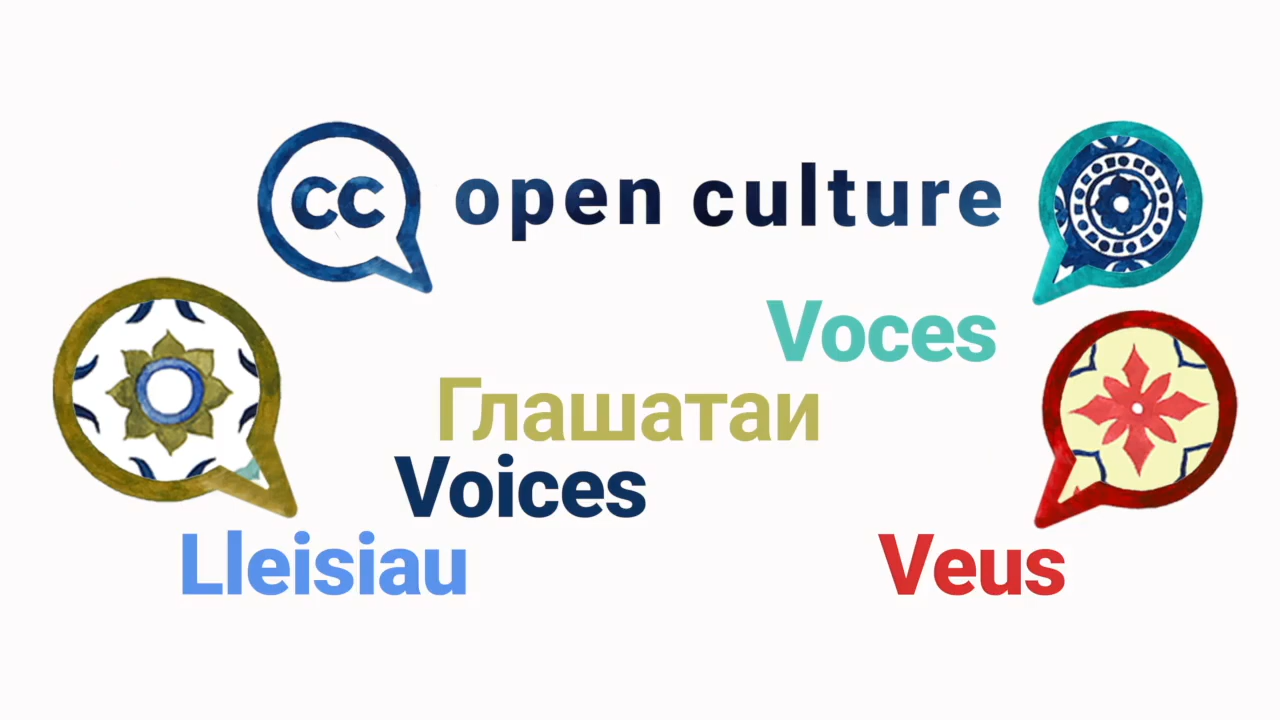 cc open culture
Voces
Глашатаи
Voices
Lleisiau
Veus